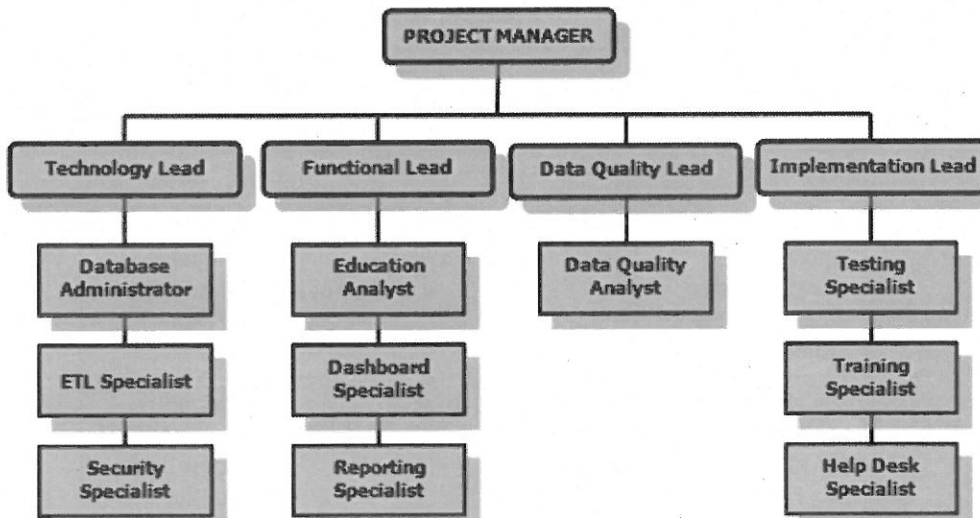 PROJECT MANAGER
Technology Lead
Functional Lead
Data Quality Lead
Implementation Lead
Database
Administrator
Education
Analyst
Data Quality
Analyst
Testing
Specialist
ETL Specialist
Dashboard
Specialist
Training
Specialist
Security
Specialist
Reporting
Specialist
Help Desk
Specialist